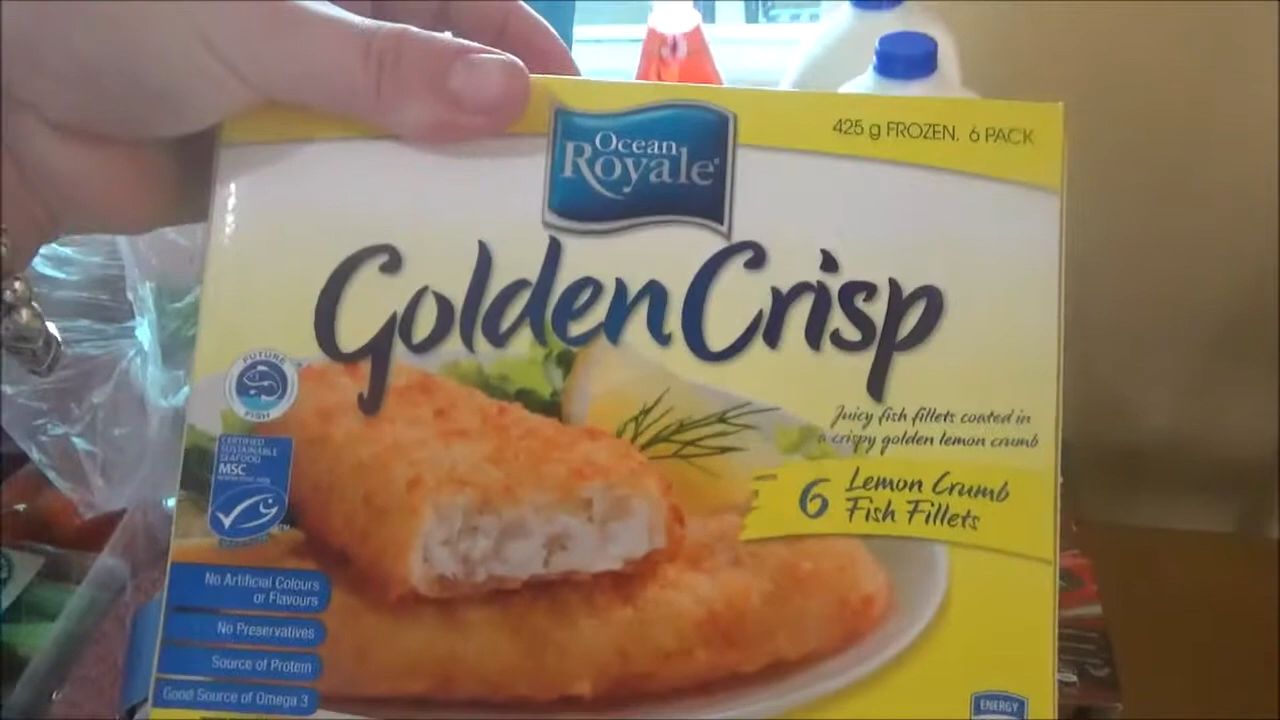 425 g FROZEN. 6 PACK
Ocean
Royale
Golden Crisp
FUTURE
FISH
Juicy fish fillets coated in
a crispy golden lemon crumb
CERTIFIED
SUSTAINABLE
SEAFOOD
MSC
6 Lemon Crumb
Fish Fillets
No Artificial Colours
or Flavours
No Preservatives
Source of Protein
Good Source of Omega 3
ENERGY